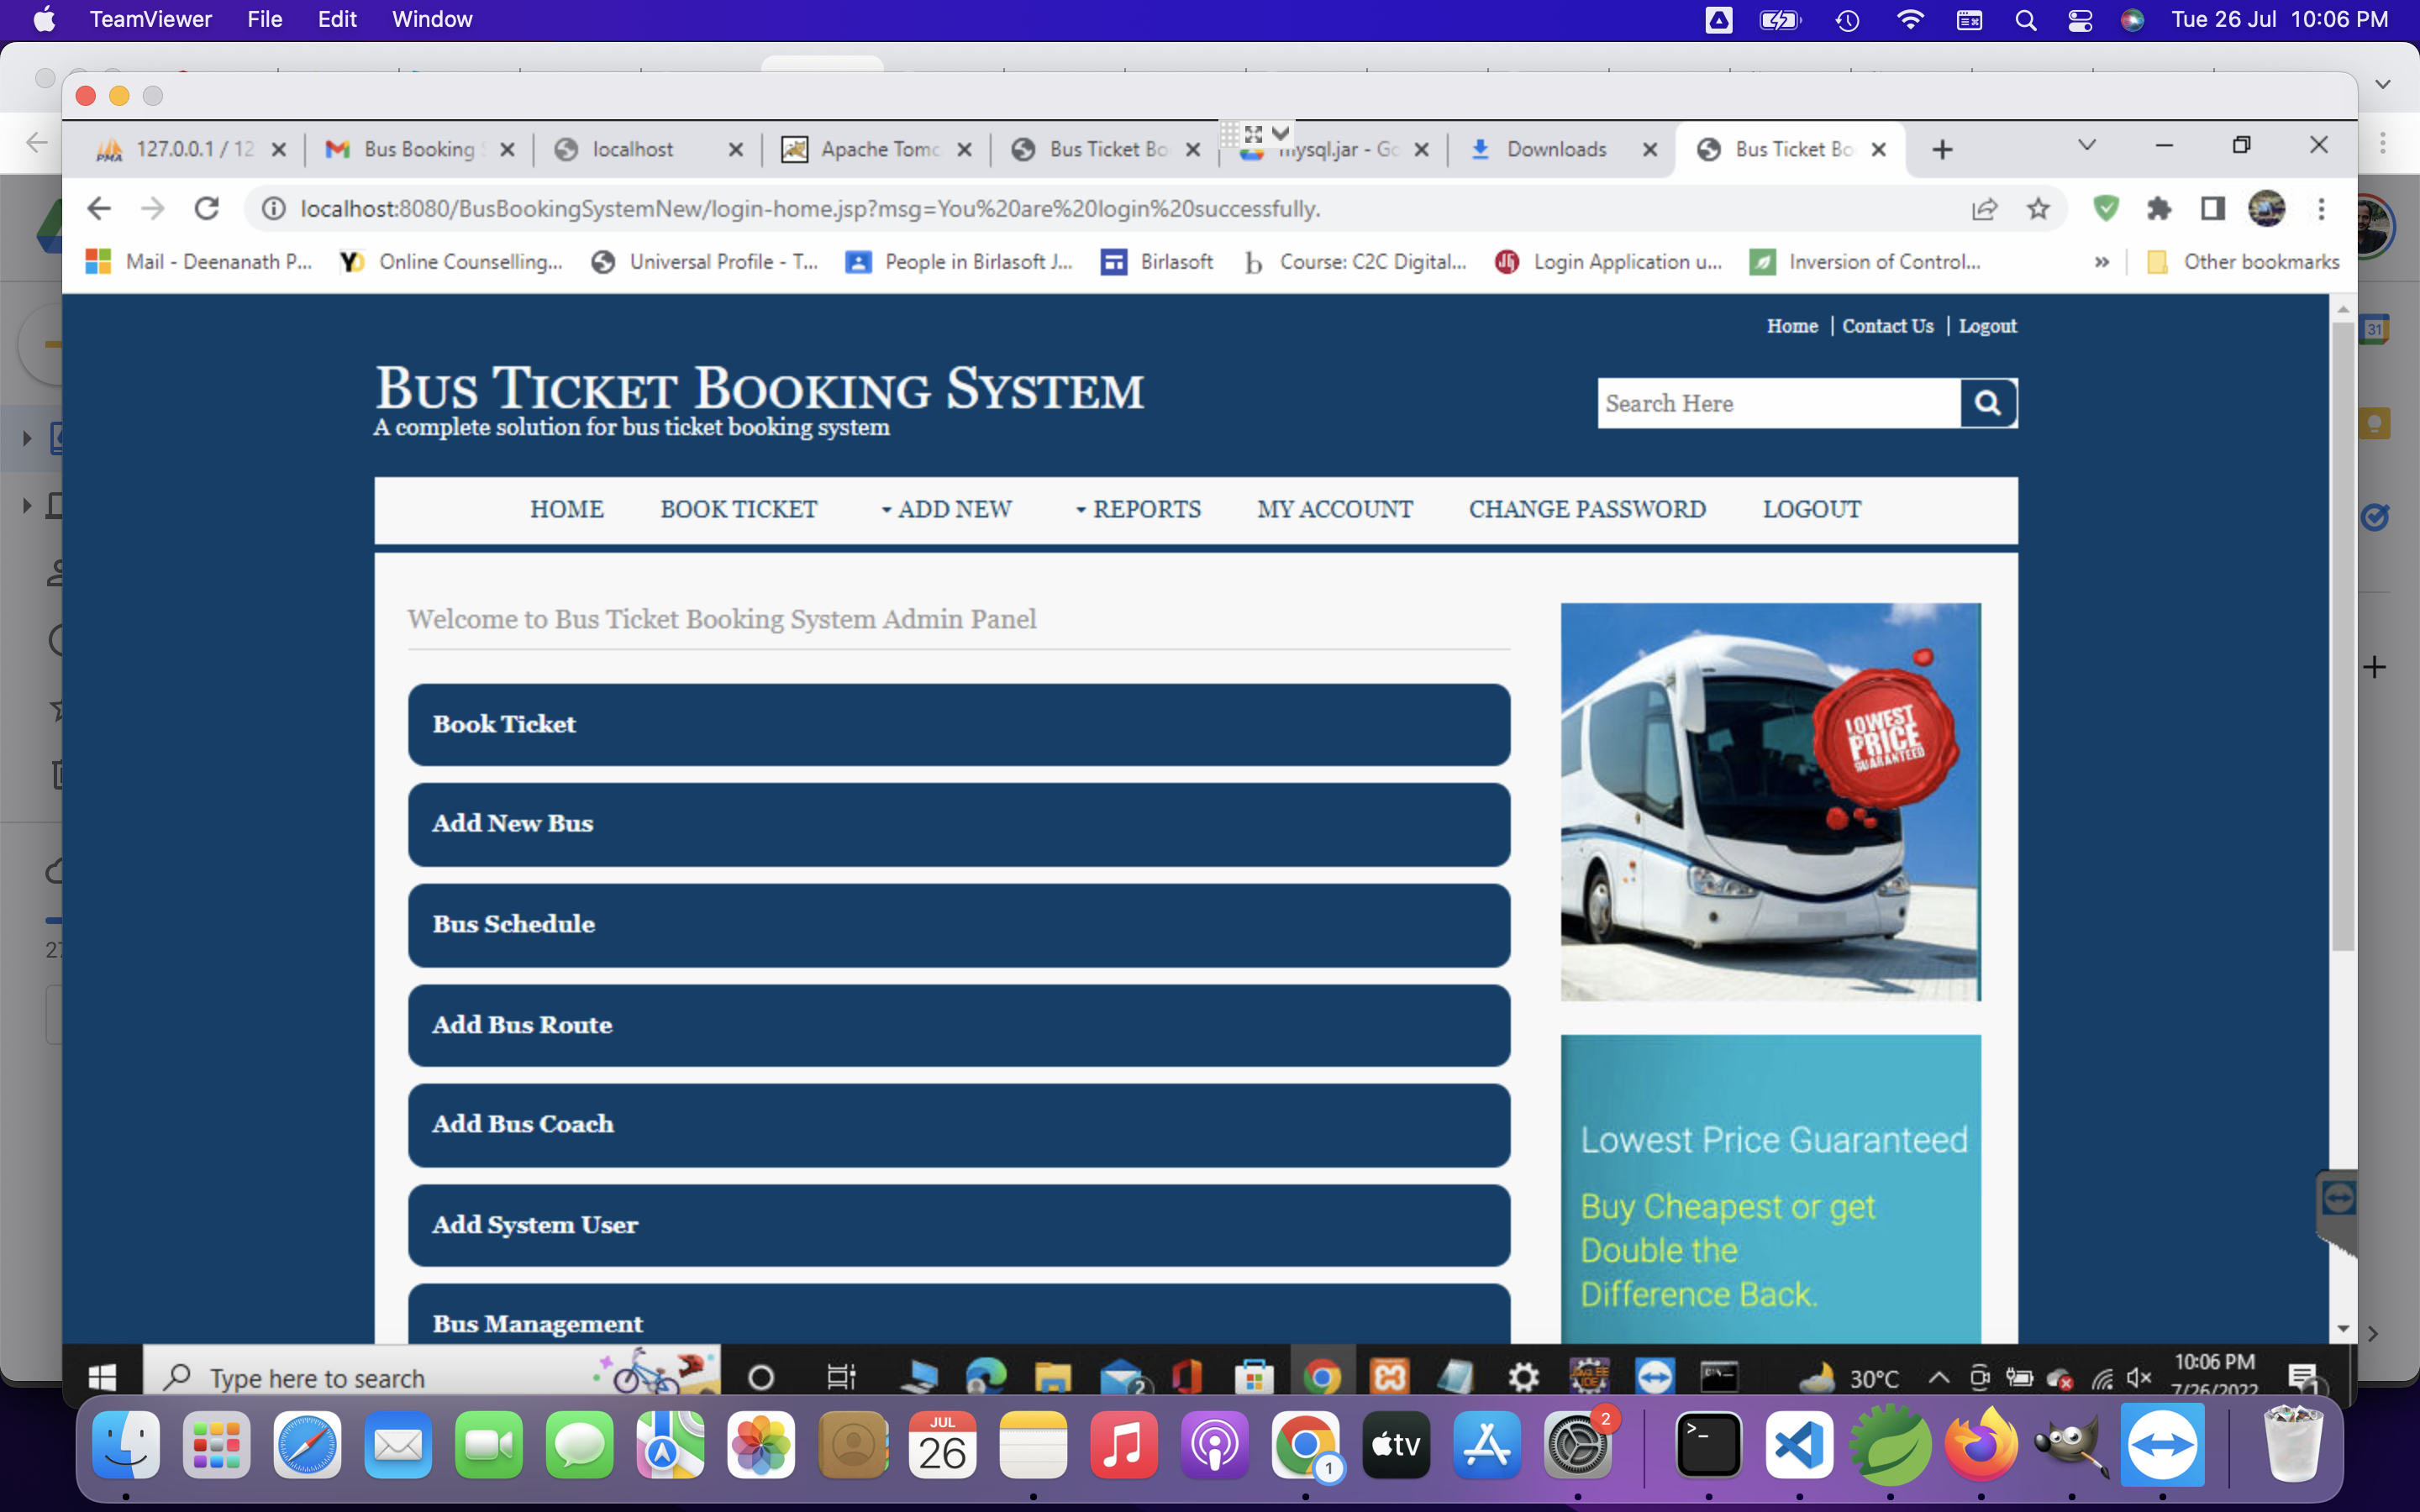 TeamViewer File Edit Window Tue 26 Jul 10:06 PM
127.0.0.1 / 12 Bus Booking localhost Apache Tomc Bus Ticket Bo mysql.jar - Go Downloads Bus Ticket Bo
localhost:8080/BusBookingSystemNew/login-home.jsp?msg=You%20are%20login%20successfully.
Mail - Deenanath P... Online Counselling... Universal Profile - T... People in Birlasoft J... Birlasoft Course: C2C Digital... Login Application u... Inversion of Control... » Other bookmarks
Home | Contact Us | Logout
BUS TICKET BOOKING SYSTEM
A complete solution for bus ticket booking system
Search Here
HOME BOOK TICKET ADD NEW REPORTS MY ACCOUNT CHANGE PASSWORD LOGOUT
Welcome to Bus Ticket Booking System Admin Panel
Book Ticket
Add New Bus
Bus Schedule
Add Bus Route
Add Bus Coach
Add System User
Bus Management
LOWEST
PRICE
GUARANTEED
Lowest Price Guaranteed
Buy Cheapest or get
Double the
Difference Back.
31
Type here to search 2 30°C 10:06 PM
7/26/2022
1
JUL
26
1
tv
2